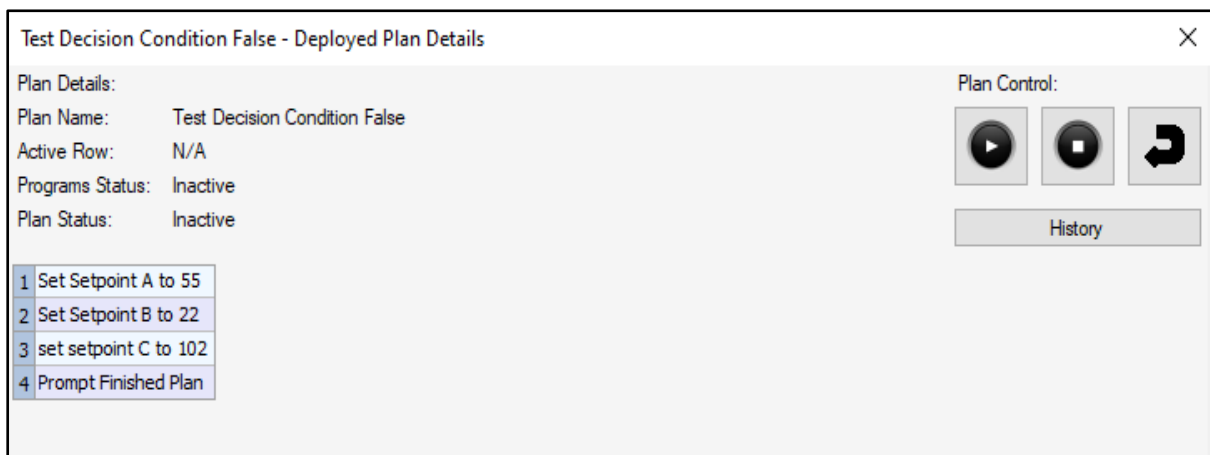 Test Decision Condition False - Deployed Plan Details
Plan Details:
Plan Control:
Plan Name: Test Decision Condition False
Active Row: N/A
Programs Status: Inactive
Plan Status: Inactive
History
1 Set Setpoint A to 55
2 Set Setpoint B to 22
3 set setpoint C to 102
4 Prompt Finished Plan